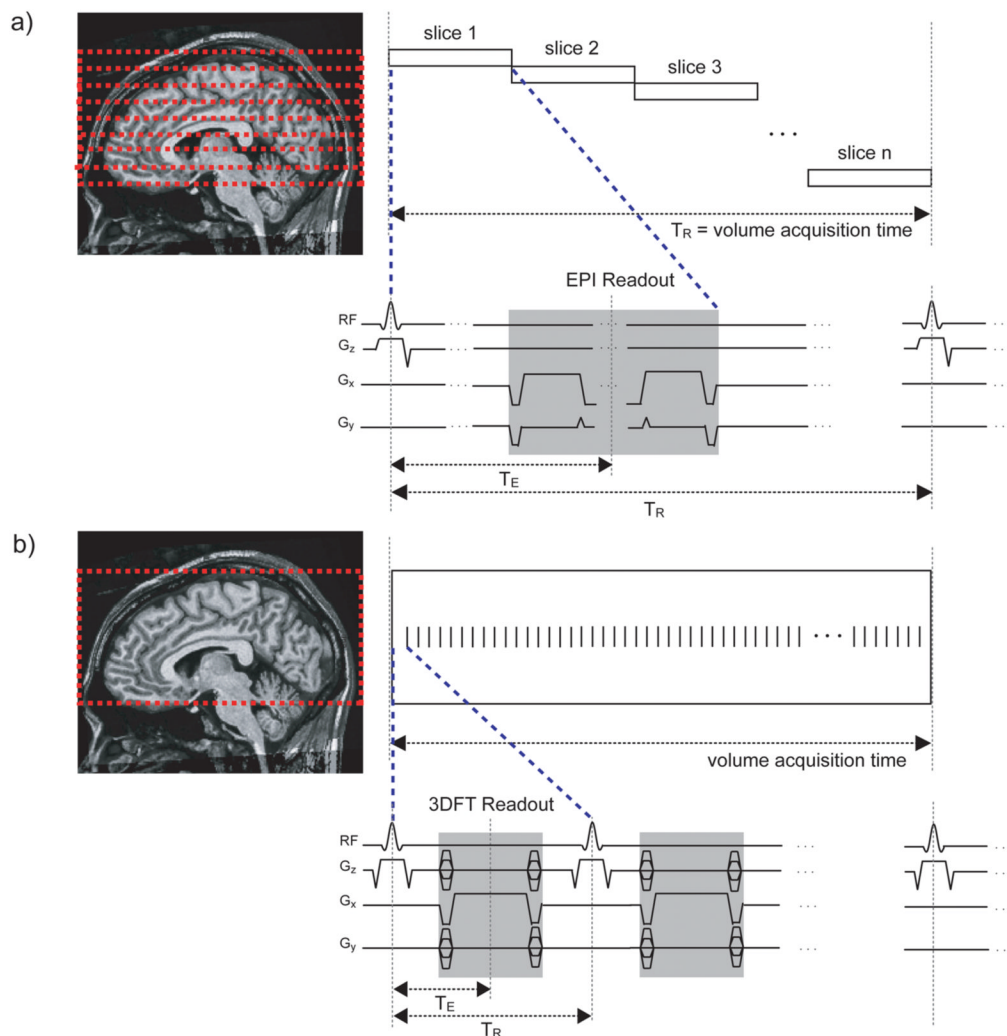 a)
slice 1
slice 2
slice 3
. . .
slice n
TR = volume acquisition time
EPI Readout
RF
Gz
Gx
Gy
TE
TR
b)
. . .
volume acquisition time
3DFT Readout
RF
Gz
Gx
Gy
TE
TR